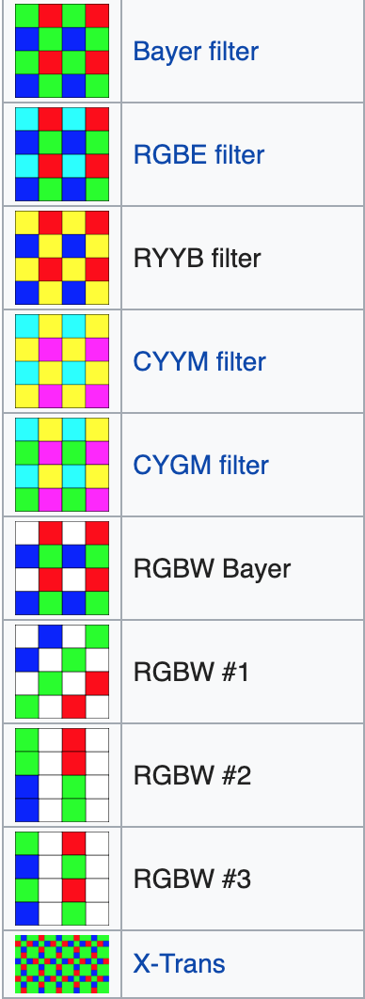 Bayer filter
RGBE filter
RYYB filter
CYYM filter
CYGM filter
RGBW Bayer
RGBW #1
RGBW #2
RGBW #3
X-Trans